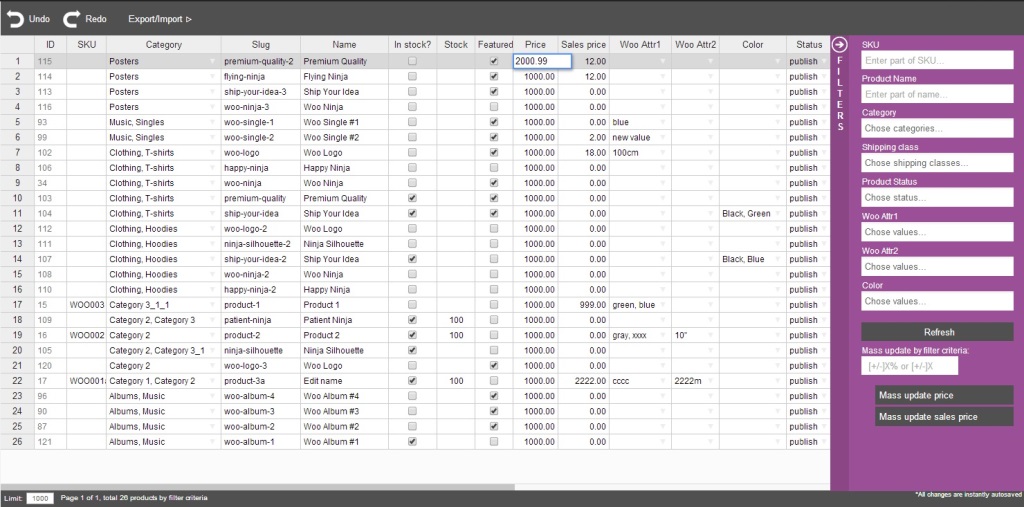 Undo Redo Export/Import
ID SKU Category Slug Name In stock? Stock Featured Price Sales price Woo Attr1 Woo Attr2 Color Status
1 115 Posters premium-quality-2 Premium Quality 2000.99 12.00 publish
2 114 Posters flying-ninja Flying Ninja 1000.00 12.00 publish
3 113 Posters ship-your-idea-3 Ship Your Idea 1000.00 0.00 publish
4 116 Posters woo-ninja-3 Woo Ninja 1000.00 0.00 publish
5 93 Music, Singles woo-single-1 Woo Single #1 1000.00 0.00 blue publish
6 99 Music, Singles woo-single-2 Woo Single #2 1000.00 2.00 new value publish
7 102 Clothing, T-shirts woo-logo Woo Logo 1000.00 18.00 100cm publish
8 106 Clothing, T-shirts happy-ninja Happy Ninja 1000.00 0.00 publish
9 34 Clothing, T-shirts woo-ninja Woo Ninja 1000.00 0.00 publish
10 103 Clothing, T-shirts premium-quality Premium Quality 1000.00 0.00 publish
11 104 Clothing, T-shirts ship-your-idea Ship Your Idea 1000.00 0.00 Black, Green publish
12 112 Clothing, Hoodies woo-logo-2 Woo Logo 1000.00 0.00 publish
13 111 Clothing, Hoodies ninja-silhouette-2 Ninja Silhouette 1000.00 0.00 publish
14 107 Clothing, Hoodies ship-your-idea-2 Ship Your Idea 1000.00 0.00 Black, Blue publish
15 108 Clothing, Hoodies woo-ninja-2 Woo Ninja 1000.00 0.00 publish
16 110 Clothing, Hoodies happy-ninja-2 Happy Ninja 1000.00 0.00 publish
17 15 WOO003 Category 3_1_1 product-1 Product 1 1000.00 999.00 green, blue publish
18 109 Category 2, Category 3 patient-ninja Patient Ninja 100 1000.00 0.00 publish
19 16 WOO002 Category 2 product-2 Product 2 100 1000.00 0.00 gray, xxxx 10" publish
20 105 Category 2, Category 3_1 ninja-silhouette Ninja Silhouette 1000.00 0.00 publish
21 120 Category 2 woo-logo-3 Woo Logo 1000.00 0.00 publish
22 17 Category 1, Category 2 product-3a Edit name 100 1000.00 2222.00 cccc 2222m publish
23 96 Albums, Music woo-album-4 Woo Album #4 1000.00 0.00 publish
24 90 Albums, Music woo-album-3 Woo Album #3 1000.00 0.00 publish
25 87 Albums, Music woo-album-2 Woo Album #2 1000.00 0.00 publish
26 121 Albums, Music woo-album-1 Woo Album #1 1000.00 0.00 publish
Limit: 1000 Page 1 of 1, total 26 products by filter criteria
FILTERS
SKU
Enter part of SKU...
Product Name
Enter part of name...
Category
Chose categories...
Shipping class
Chose shipping classes...
Product Status
Chose status...
Woo Attr1
Chose values...
Woo Attr2
Chose values...
Color
Chose values...
Refresh
Mass update by filter criteria:
[+/-]X% or [+/-]X
Mass update price
Mass update sales price
*All changes are instantly autosaved